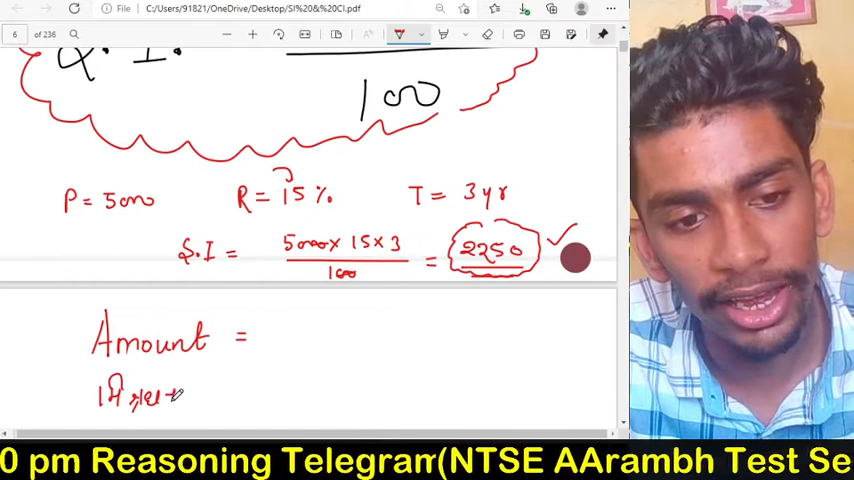 C:/Users/91821/OneDrive/Desktop/SI%20&%20CI.pdf
6 of 236
S. I.
100
P = 5000 R = 15 % T = 3 yr
S.I = 5000 x 15 x 3 = 2250
100
Amount =
0 pm Reasoning Telegram(NTSE AArambh Test Se